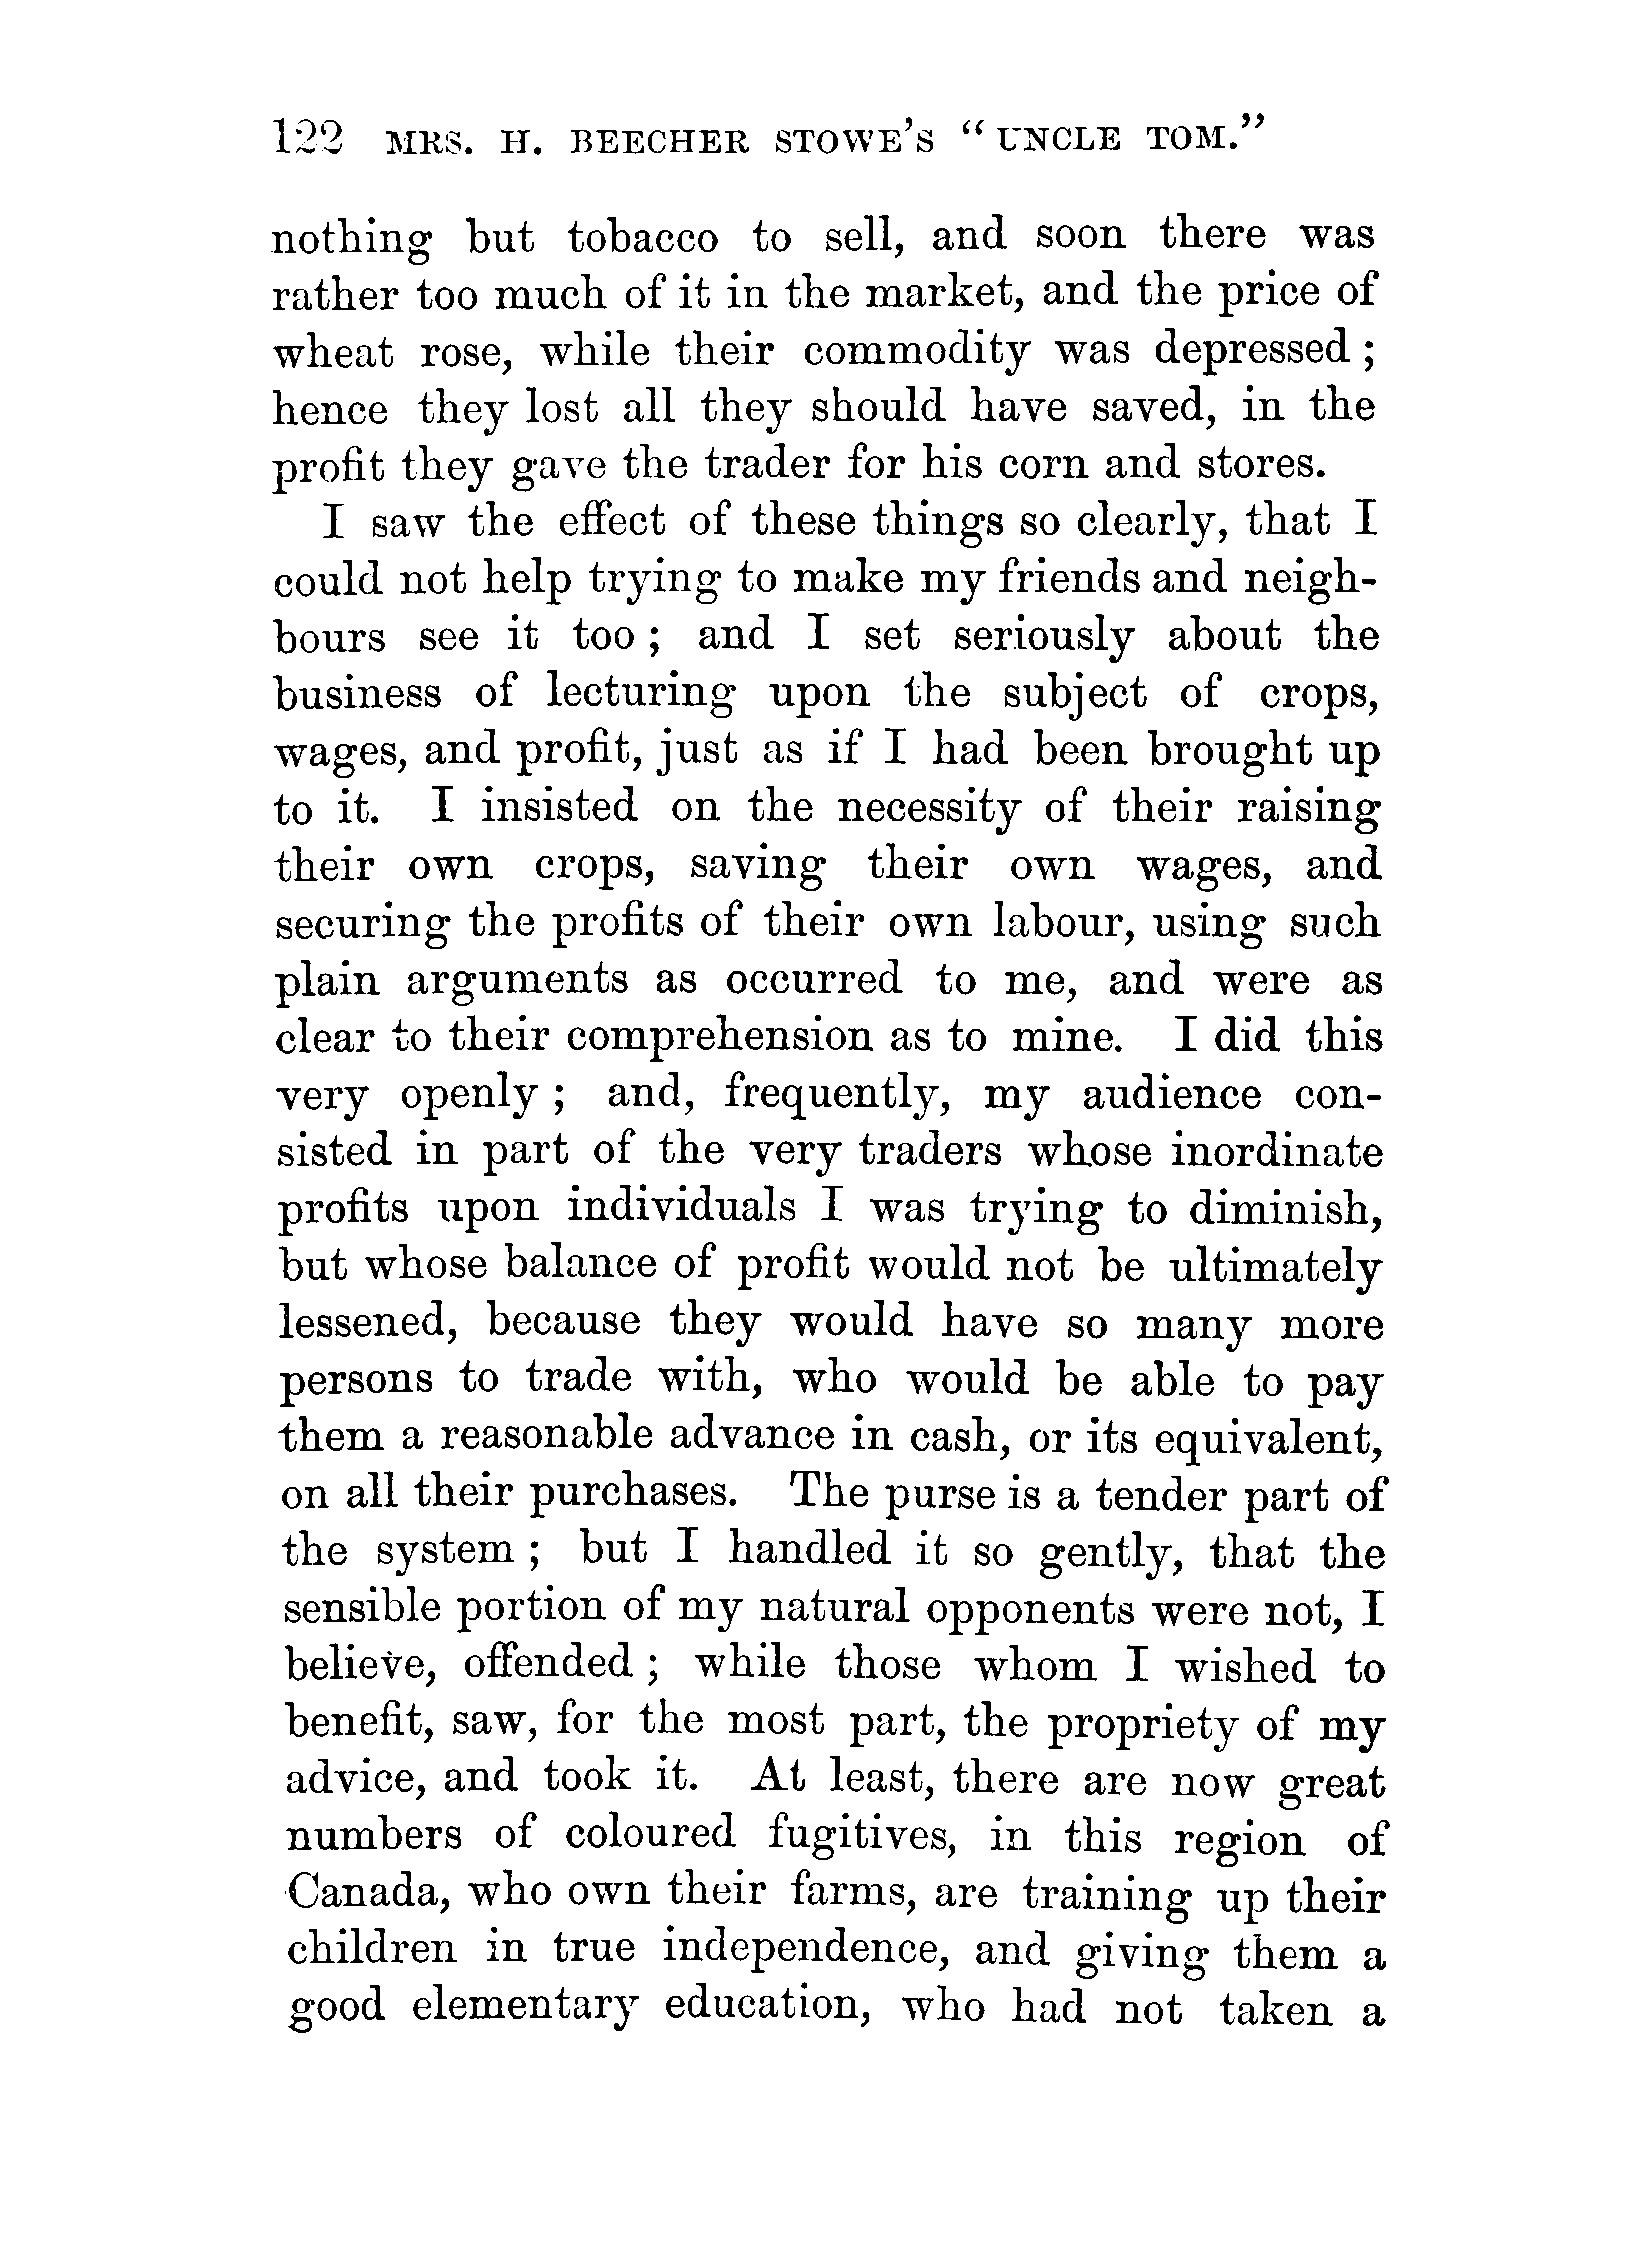 122 MRS. H. BEECHER STOWE'S "UNCLE TOM."
nothing but tobacco to sell, and soon there was
rather too much of it in the market, and the price of
wheat rose, while their commodity was depressed ;
hence they lost all they should have saved, in the
profit they gave the trader for his corn and stores.
I saw the effect of these things so clearly, that I
could not help trying to make my friends and neigh-
bours see it too ; and I set seriously about the
business of lecturing upon the subject of crops,
wages, and profit, just as if I had been brought up
to it. I insisted on the necessity of their raising
their own crops, saving their own wages, and
securing the profits of their own labour, using such
plain arguments as occurred to me, and were as
clear to their comprehension as to mine. I did this
very openly ; and, frequently, my audience con-
sisted in part of the very traders whose inordinate
profits upon individuals I was trying to diminish,
but whose balance of profit would not be ultimately
lessened, because they would have so many more
persons to trade with, who would be able to pay
them a reasonable advance in cash, or its equivalent,
on all their purchases. The purse is a tender part of
the system ; but I handled it so gently, that the
sensible portion of my natural opponents were not, I
believe, offended ; while those whom I wished to
benefit, saw, for the most part, the propriety of my
advice, and took it. At least, there are now great
numbers of coloured fugitives, in this region of
Canada, who own their farms, are training up their
children in true independence, and giving them a
good elementary education, who had not taken a